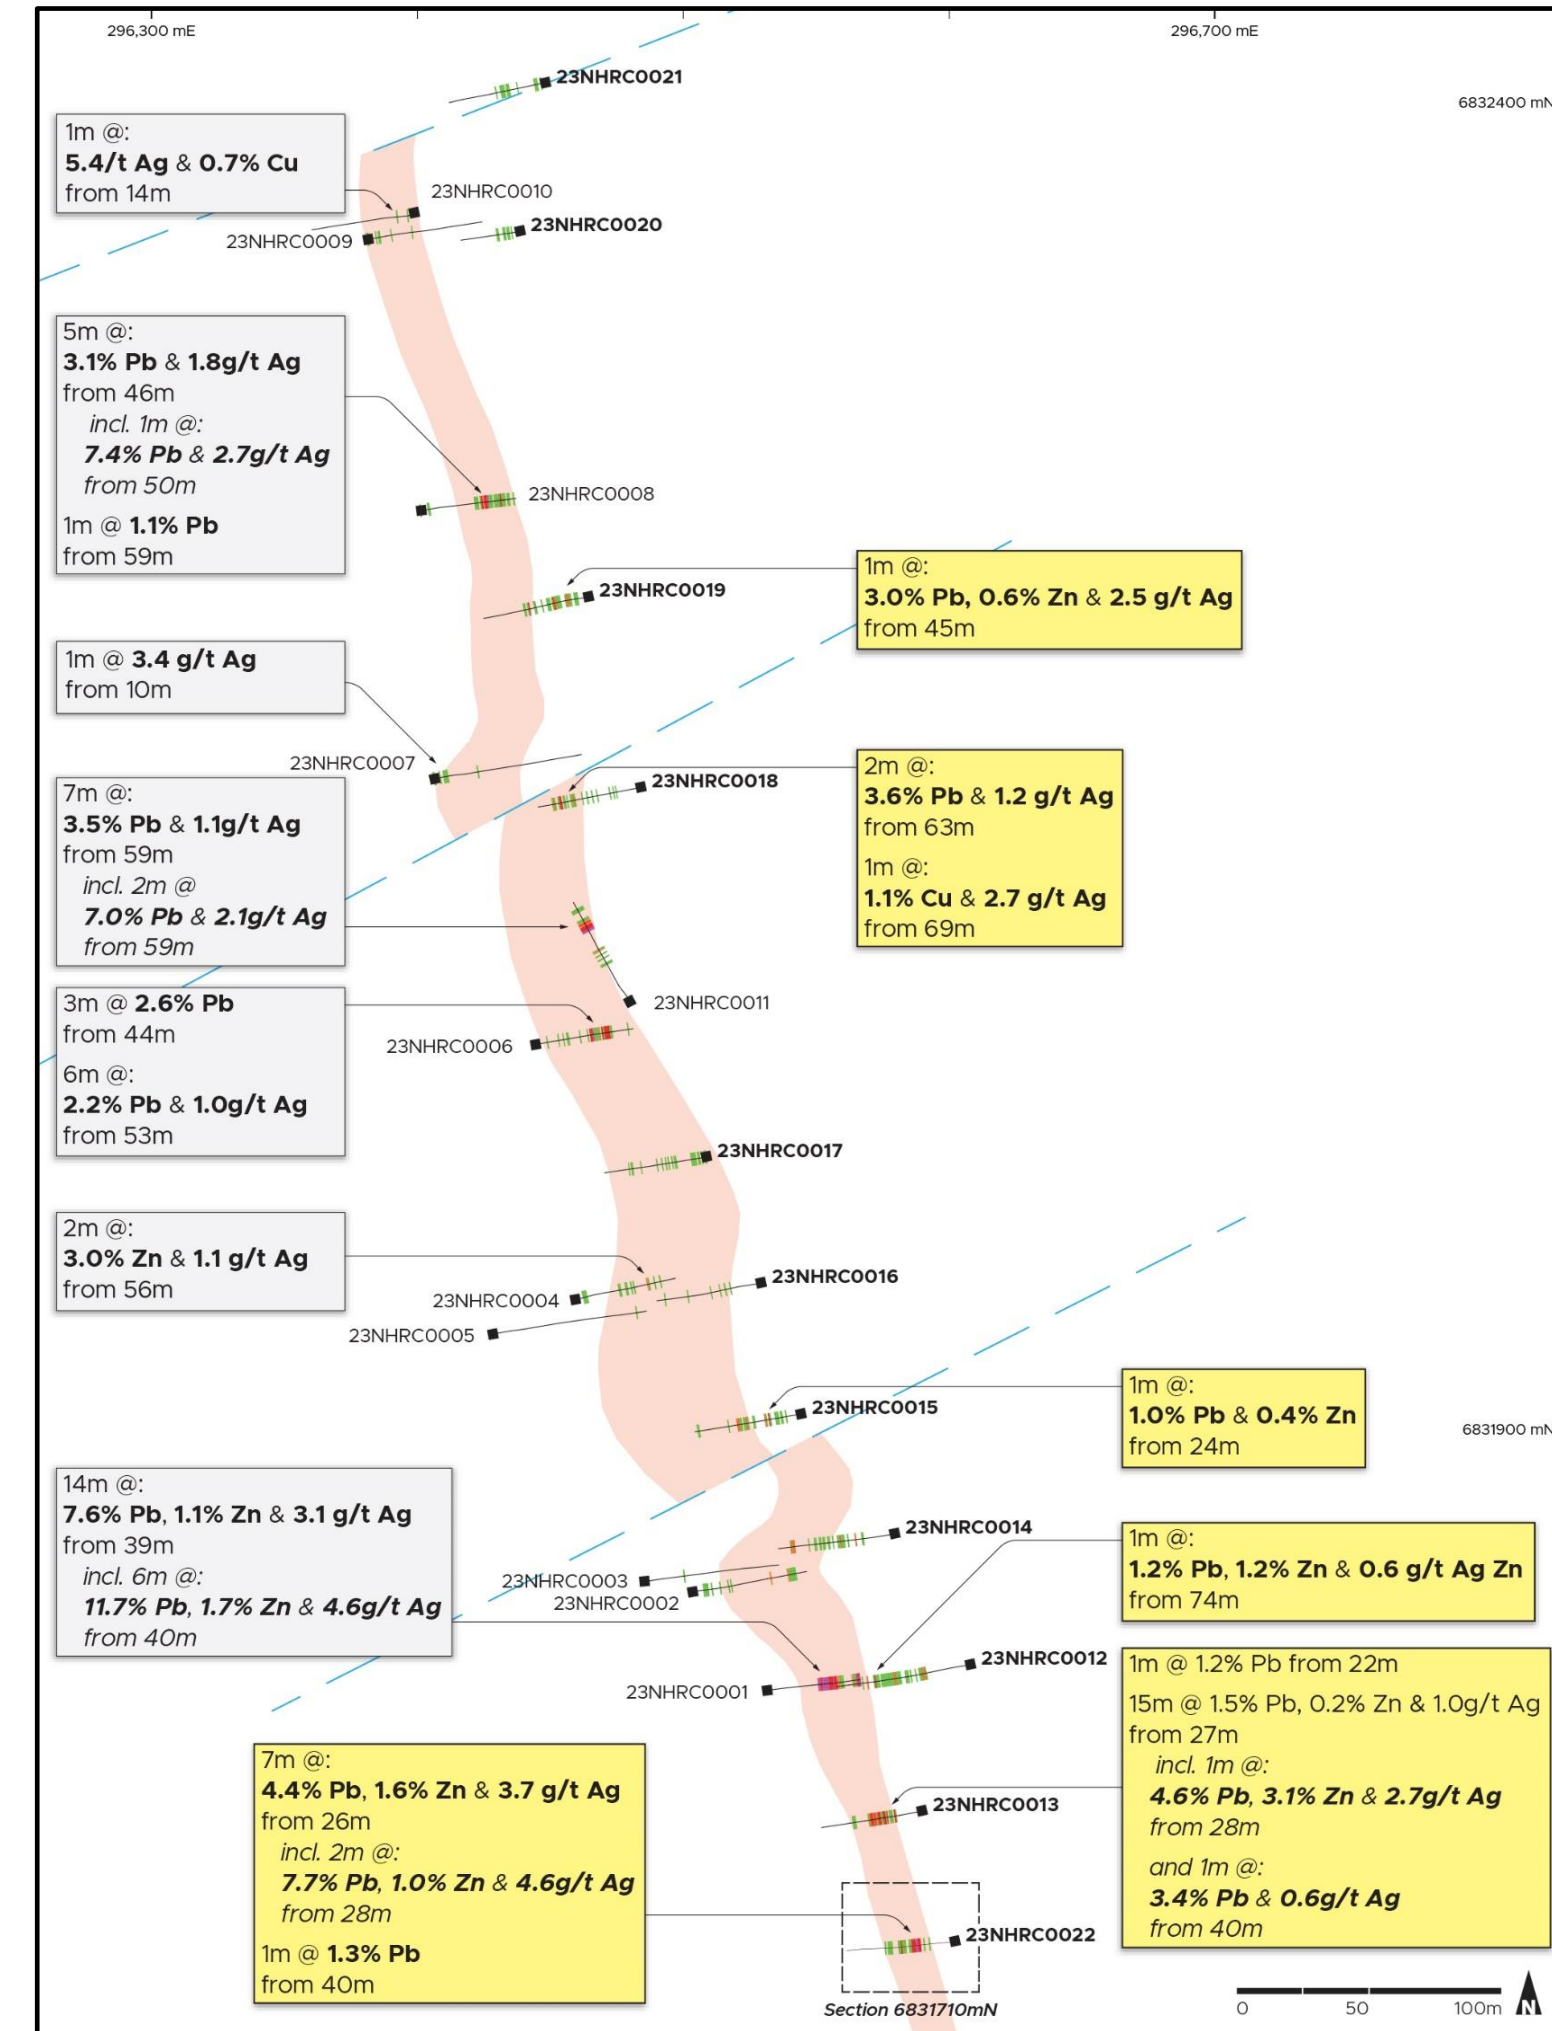 296,300 mE
296,700 mE
23NHRC0021
6832400 mN
1m @:
5.4/t Ag & 0.7% Cu
from 14m
23NHRC0010
23NHRC0009
23NHRC0020
5m @:
3.1% Pb & 1.8g/t Ag
from 46m
incl. 1m @:
7.4% Pb & 2.7g/t Ag
from 50m
1m @ 1.1% Pb
from 59m
23NHRC0008
23NHRC0019
1m @:
3.0% Pb, 0.6% Zn & 2.5 g/t Ag
from 45m
1m @ 3.4 g/t Ag
from 10m
23NHRC0007
23NHRC0018
2m @:
3.6% Pb & 1.2 g/t Ag
from 63m
1m @:
1.1% Cu & 2.7 g/t Ag
from 69m
7m @:
3.5% Pb & 1.1g/t Ag
from 59m
incl. 2m @
7.0% Pb & 2.1g/t Ag
from 59m
23NHRC0011
3m @ 2.6% Pb
from 44m
6m @:
2.2% Pb & 1.0g/t Ag
from 53m
23NHRC0006
23NHRC0017
2m @:
3.0% Zn & 1.1 g/t Ag
from 56m
23NHRC0004
23NHRC0016
23NHRC0005
1m @:
1.0% Pb & 0.4% Zn
from 24m
23NHRC0015
6831900 mN
14m @:
7.6% Pb, 1.1% Zn & 3.1 g/t Ag
from 39m
incl. 6m @:
11.7% Pb, 1.7% Zn & 4.6g/t Ag
from 40m
23NHRC0014
23NHRC0003
23NHRC0002
1m @:
1.2% Pb, 1.2% Zn & 0.6 g/t Ag Zn
from 74m
23NHRC0012
23NHRC0001
1m @ 1.2% Pb from 22m
15m @ 1.5% Pb, 0.2% Zn & 1.0g/t Ag
from 27m
incl. 1m @:
4.6% Pb, 3.1% Zn & 2.7g/t Ag
from 28m
and 1m @:
3.4% Pb & 0.6g/t Ag
from 40m
7m @:
4.4% Pb, 1.6% Zn & 3.7 g/t Ag
from 26m
incl. 2m @:
7.7% Pb, 1.0% Zn & 4.6g/t Ag
from 28m
1m @ 1.3% Pb
from 40m
23NHRC0013
23NHRC0022
Section 6831710mN
0 50 100m
N